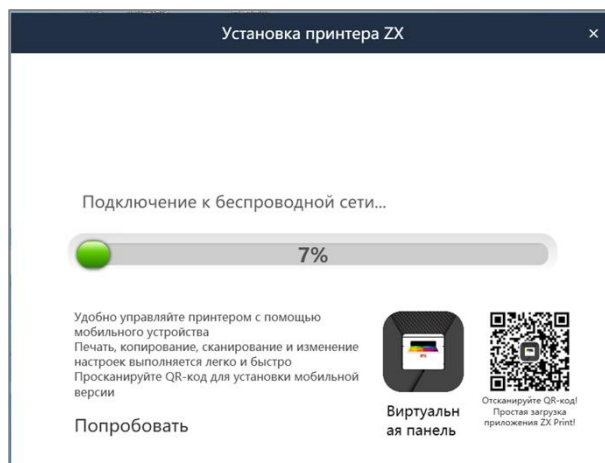 Установка принтера ZX
×
Подключение к беспроводной сети...
7%
Удобно управляйте принтером с помощью
мобильного устройства
Печать, копирование, сканирование и изменение
настроек выполняется легко и быстро
Просканируйте QR-код для установки мобильной
версии
Попробовать
Виртуальн
ая панель
Отсканируйте QR-код!
Простая загрузка
приложения ZX Print!